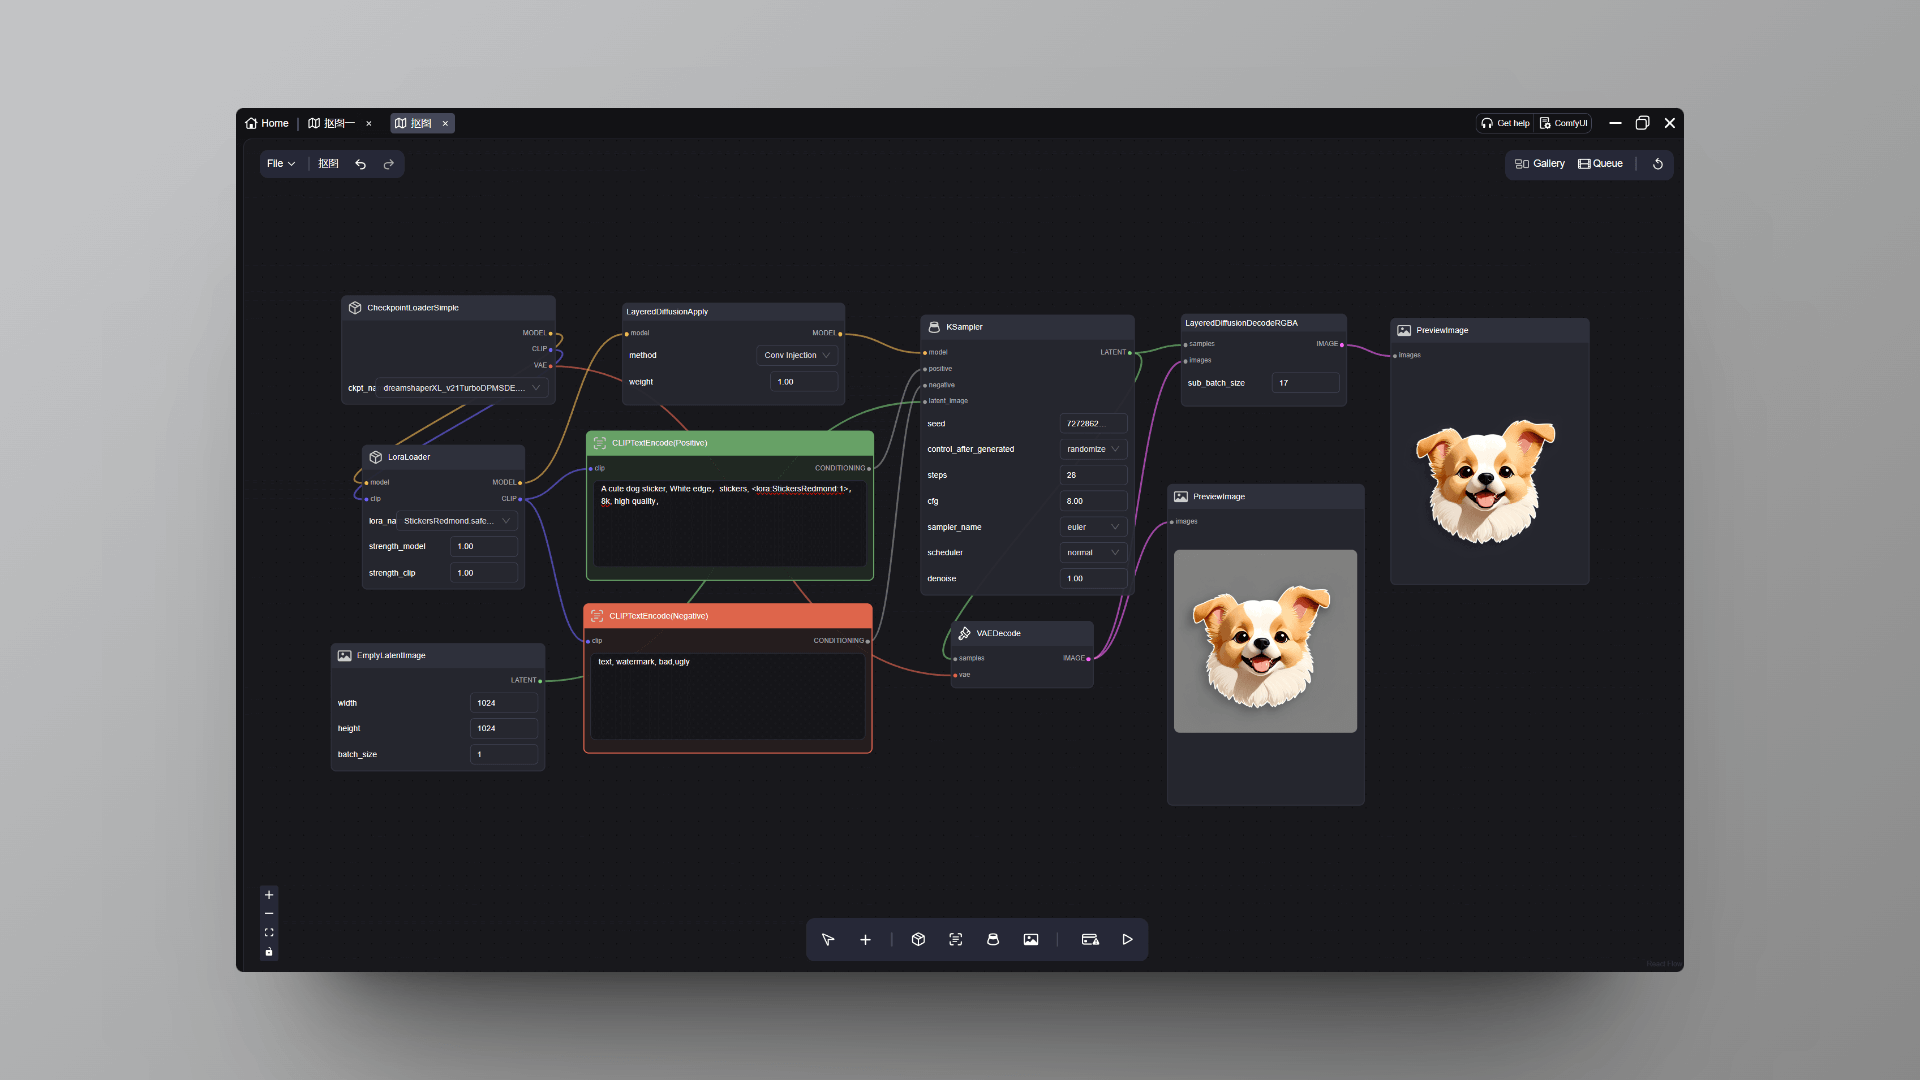 Home
抠图一
抠图
Get help
ComfyUI
File
抠图
Gallery
Queue
CheckpointLoaderSimple
MODEL
CLIP
VAE
ckpt_na
dreamshaperXL_v21TurboDPMSDE....
LoraLoader
model
MODEL
clip
CLIP
lora_na
StickersRedmond.safe...
strength_model
1.00
strength_clip
1.00
EmptyLatentImage
LATENT
width
1024
height
1024
batch_size
1
LayeredDiffusionApply
model
MODEL
method
Conv Injection
weight
1.00
CLIPTextEncode(Positive)
clip
CONDITIONING
A cute dog sticker, White edge，stickers, <lora:StickersRedmond:1>,
8k, high quality,
CLIPTextEncode(Negative)
clip
CONDITIONING
text, watermark, bad,ugly
KSampler
model
LATENT
positive
negative
latent_image
seed
7272862...
control_after_generated
randomize
steps
28
cfg
8.00
sampler_name
euler
scheduler
normal
denoise
1.00
VAEDecode
samples
IMAGE
vae
LayeredDiffusionDecodeRGBA
samples
IMAGE
images
sub_batch_size
17
PreviewImage
images
PreviewImage
images
React Flow